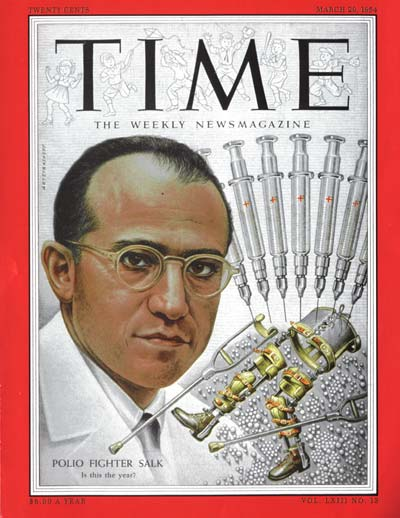 TWENTY CENTS
MARCH 29, 1954
TIME
THE WEEKLY NEWSMAGAZINE
POLIO FIGHTER SALK
Is this the year?
$6.00 A YEAR
VOL. LXIII NO. 13